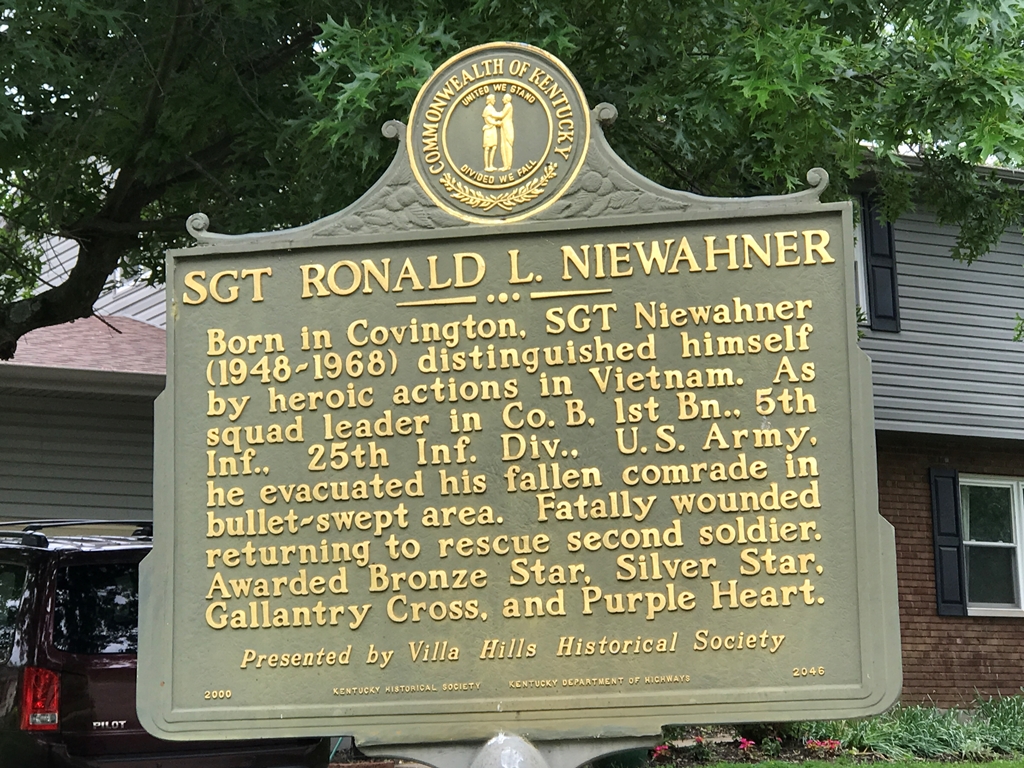 COMMONWEALTH OF KENTUCKY
UNITED WE STAND
DIVIDED WE FALL
SGT RONALD L. NIEWAHNER
Born in Covington, SGT Niewahner
(1948-1968) distinguished himself
by heroic actions in Vietnam. As
squad leader in Co. B, 1st Bn., 5th
Inf., 25th Inf. Div., U.S. Army,
he evacuated his fallen comrade in
bullet-swept area. Fatally wounded
returning to rescue second soldier.
Awarded Bronze Star, Silver Star,
Gallantry Cross, and Purple Heart.
Presented by Villa Hills Historical Society
2000 KENTUCKY HISTORICAL SOCIETY KENTUCKY DEPARTMENT OF HIGHWAYS 2046
PILOT